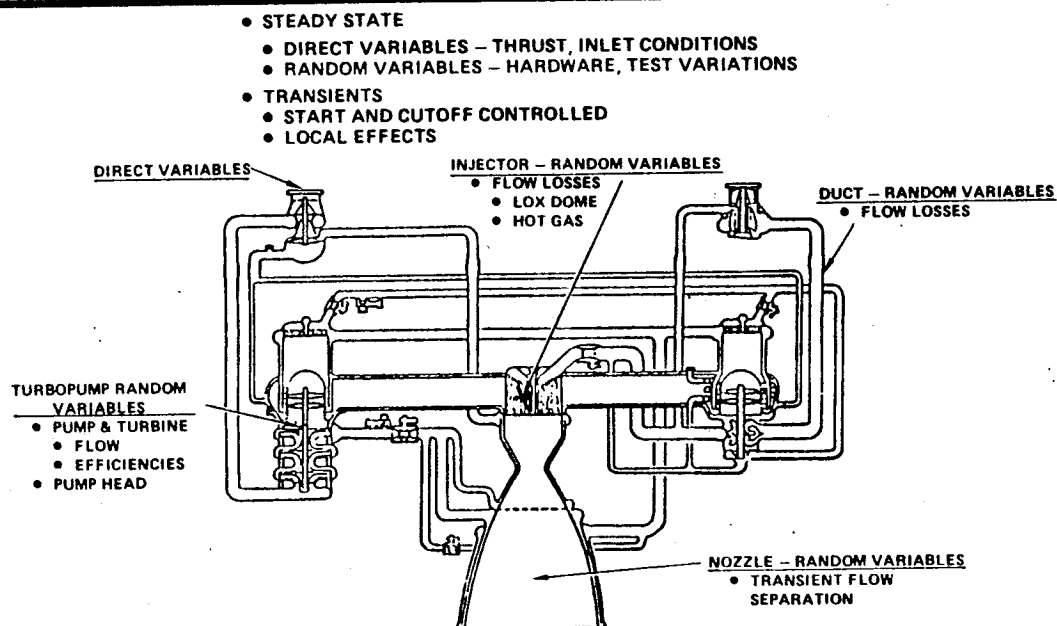 • STEADY STATE
• DIRECT VARIABLES – THRUST, INLET CONDITIONS
• RANDOM VARIABLES – HARDWARE, TEST VARIATIONS
• TRANSIENTS
• START AND CUTOFF CONTROLLED
• LOCAL EFFECTS
DIRECT VARIABLES
INJECTOR – RANDOM VARIABLES
• FLOW LOSSES
• LOX DOME
• HOT GAS
DUCT – RANDOM VARIABLES
• FLOW LOSSES
TURBOPUMP RANDOM
VARIABLES
• PUMP & TURBINE
• FLOW
• EFFICIENCIES
• PUMP HEAD
NOZZLE – RANDOM VARIABLES
• TRANSIENT FLOW
SEPARATION